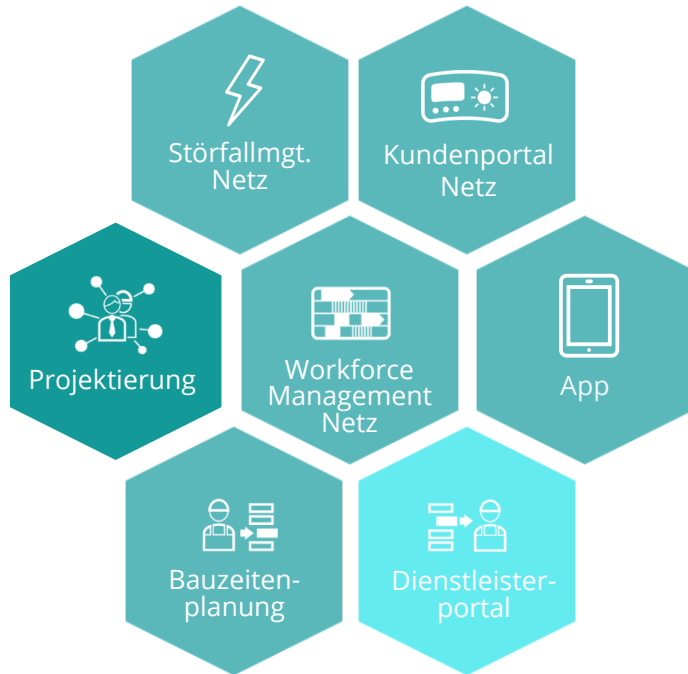 Störfallmgt.
Netz
Kundenportal
Netz
Projektierung
Workforce
Management
Netz
App
Bauzeiten-
planung
Dienstleister-
portal